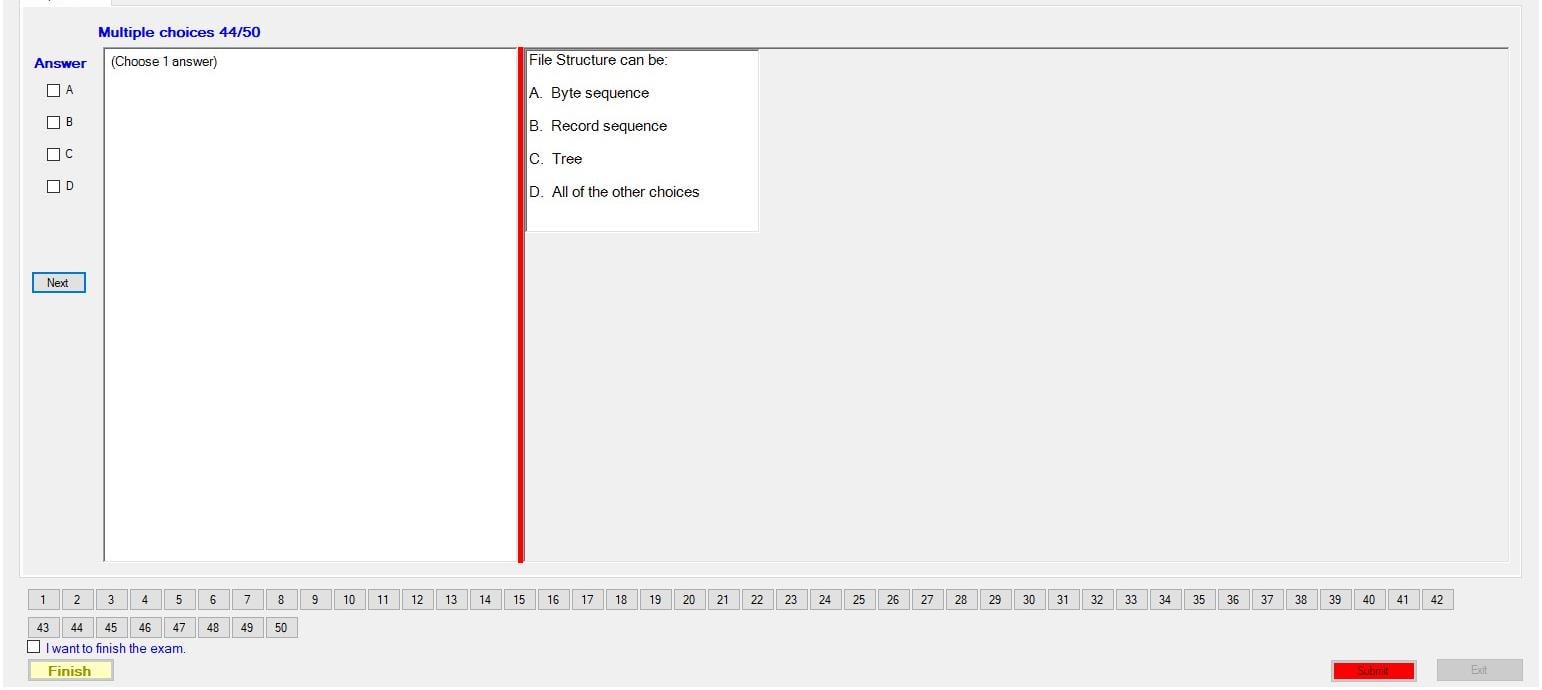 Multiple choices 44/50
Answer
A
B
C
D
Next
(Choose 1 answer)
File Structure can be:
A. Byte sequence
B. Record sequence
C. Tree
D. All of the other choices
1 2 3 4 5 6 7 8 9 10 11 12 13 14 15 16 17 18 19 20 21 22 23 24 25 26 27 28 29 30 31 32 33 34 35 36 37 38 39 40 41 42
43 44 45 46 47 48 49 50
I want to finish the exam.
Finish
Submit
Exit